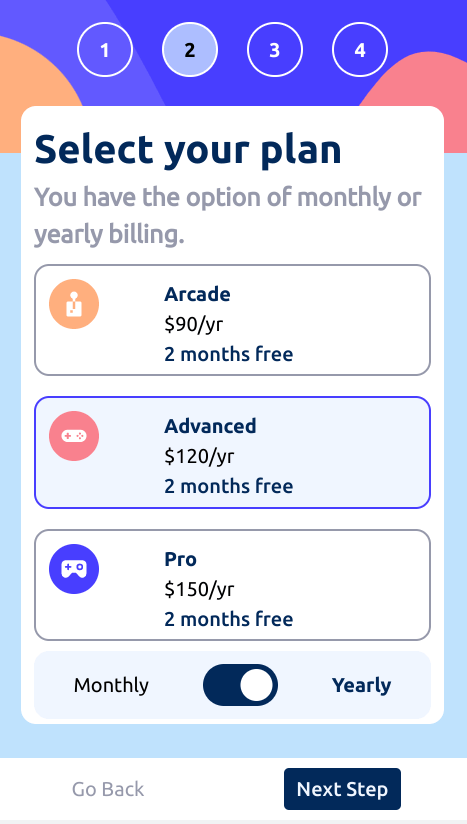 1 2 3 4
Select your plan
You have the option of monthly or
yearly billing.
Arcade
$90/yr
2 months free
Advanced
$120/yr
2 months free
Pro
$150/yr
2 months free
Monthly Yearly
Go Back Next Step